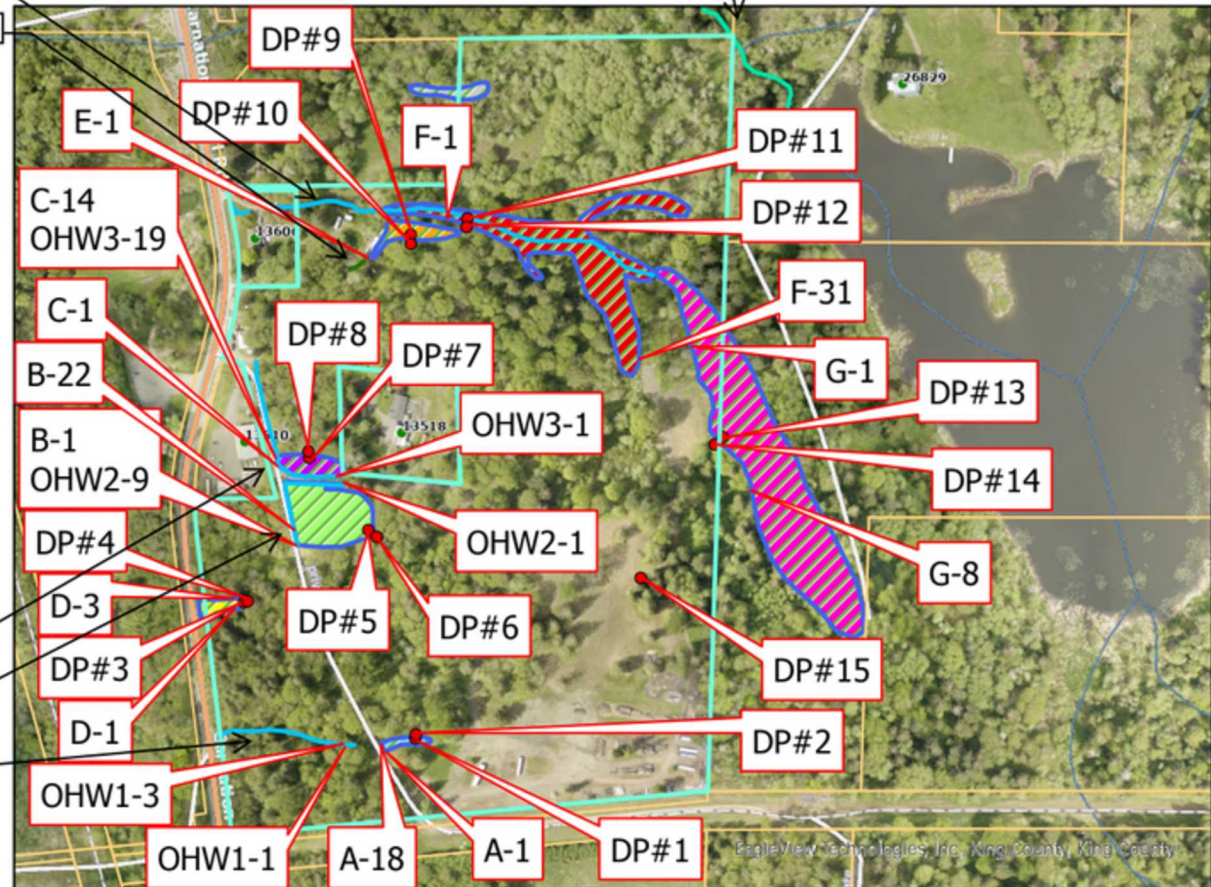 DP#9
26829
DP#10
E-1
F-1
DP#11
C-14
OHW3-19
DP#12
C-1
F-31
DP#8
DP#7
B-22
G-1
DP#13
OHW3-1
13518
B-1
OHW2-9
DP#14
DP#4
OHW2-1
G-8
D-3
DP#5
DP#6
DP#3
DP#15
D-1
DP#2
OHW1-3
OHW1-1
A-18
A-1
DP#1
EagleView Technologies, Inc., King County, King County